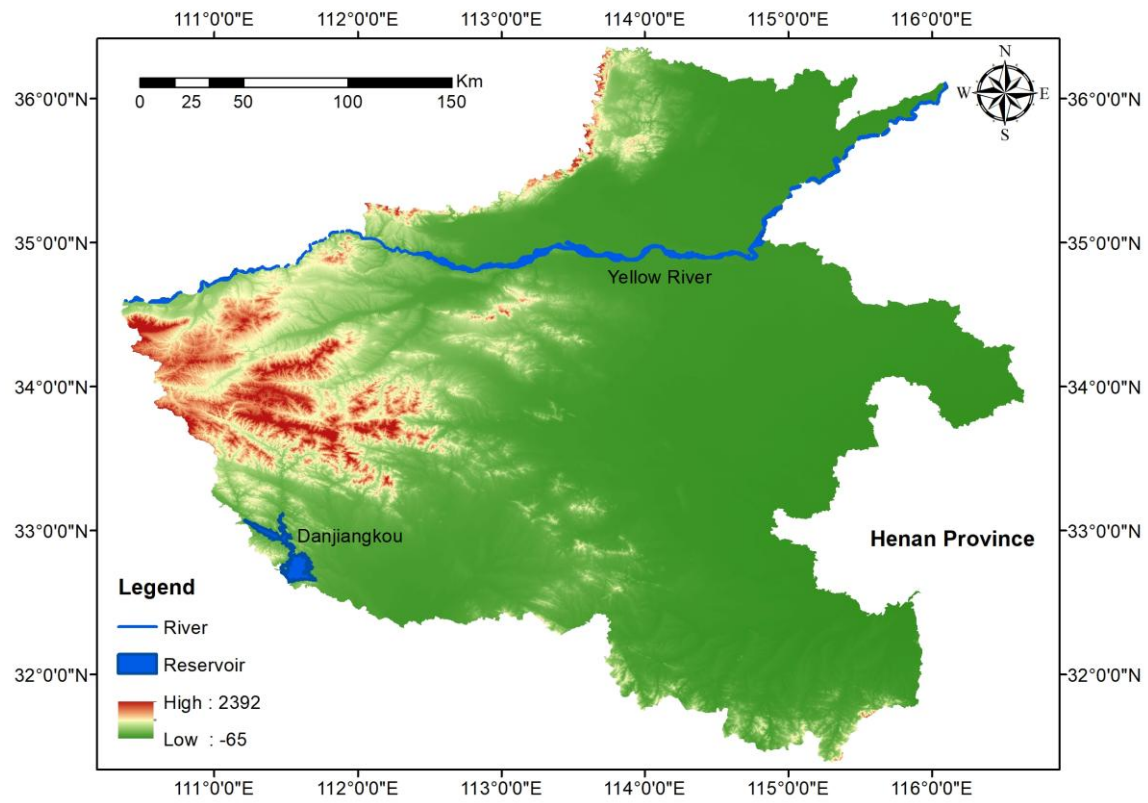 111°0'0"E 112°0'0"E 113°0'0"E 114°0'0"E 115°0'0"E 116°0'0"E
Km
0 25 50 100 150
N
W E
S
36°0'0"N 36°0'0"N
35°0'0"N 35°0'0"N
Yellow River
34°0'0"N 34°0'0"N
33°0'0"N 33°0'0"N
Danjiangkou
Henan Province
Legend
River
Reservoir
32°0'0"N 32°0'0"N
High : 2392
Low : -65
111°0'0"E 112°0'0"E 113°0'0"E 114°0'0"E 115°0'0"E 116°0'0"E